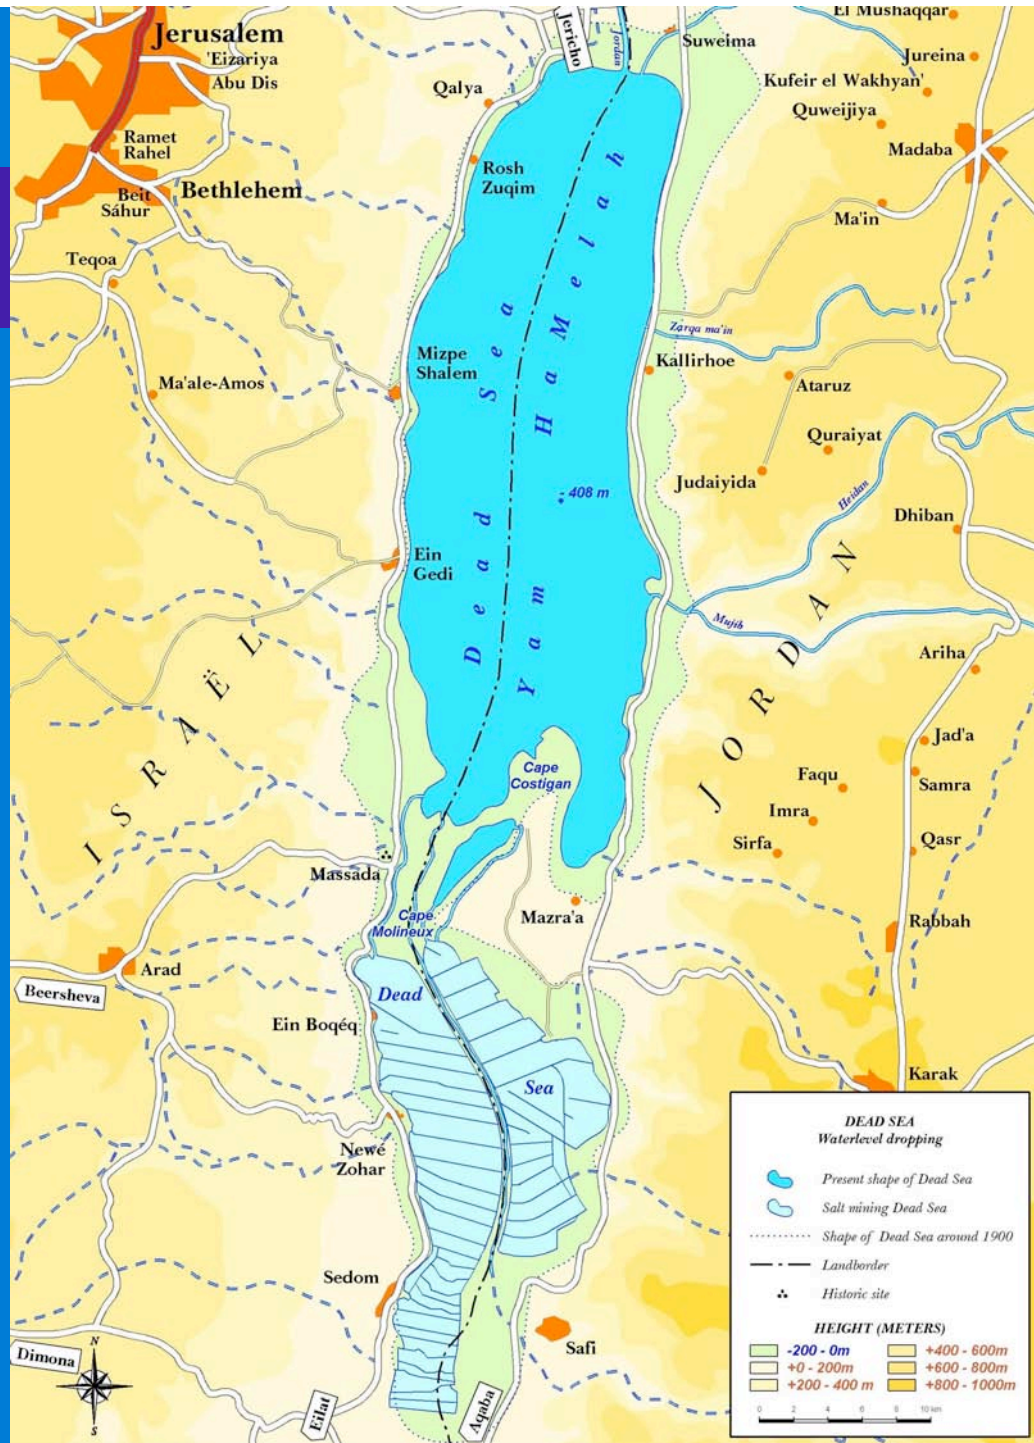 El Mushaqqar
Jerusalem
'Eizariya
Abu Dis
Jericho
Jordan
Suweima
Jureina
Kufeir el Wakhyan'
Quweijiya
Qalya
Ramet
Rahel
Madaba
Rosh
Zuqim
Bethlehem
Beit
Sáhur
Ma'in
Teqoa
Dead Sea
Yam HaMelah
Zarqa ma'in
Mizpe
Shalem
Kallirhoe
Ma'ale-Amos
Ataruz
Quraiyat
Judaiyida
408 m
Heidan
Dhiban
Ein
Gedi
Mujib
ISRAËL
JORDAN
Ariha
Jad'a
Cape
Costigan
Faqu
Samra
Imra
Sirfa
Qasr
Massada
Cape
Molineux
Mazra'a
Rabbah
Arad
Beersheva
Dead
Ein Boqéq
Sea
Karak
Newé
Zohar
Sedom
Safi
Dimona
N
S
Eilat
Aqaba
DEAD SEA
Waterlevel dropping
Present shape of Dead Sea
Salt mining Dead Sea
Shape of Dead Sea around 1900
Landborder
Historic site
HEIGHT (METERS)
-200 - 0m
+400 - 600m
+0 - 200m
+600 - 800m
+200 - 400 m
+800 - 1000m
0 2 4 6 8 10 km